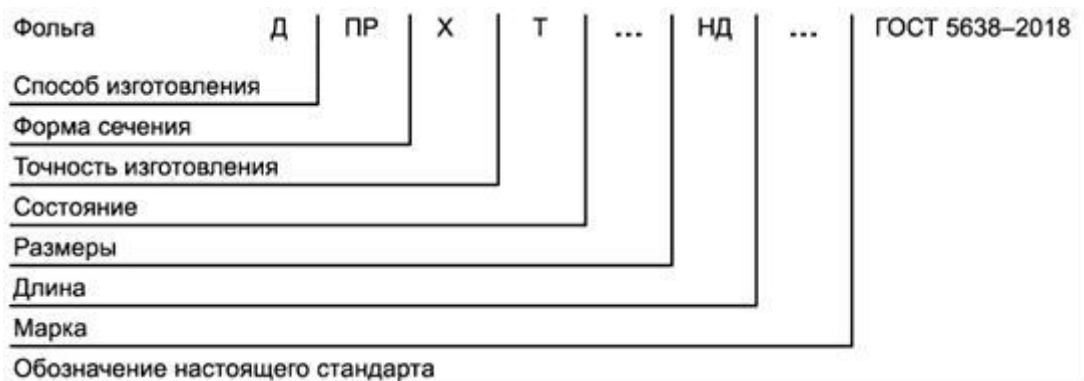 Фольга Д ПР Х Т ... НД ... ГОСТ 5638–2018
Способ изготовления
Форма сечения
Точность изготовления
Состояние
Размеры
Длина
Марка
Обозначение настоящего стандарта